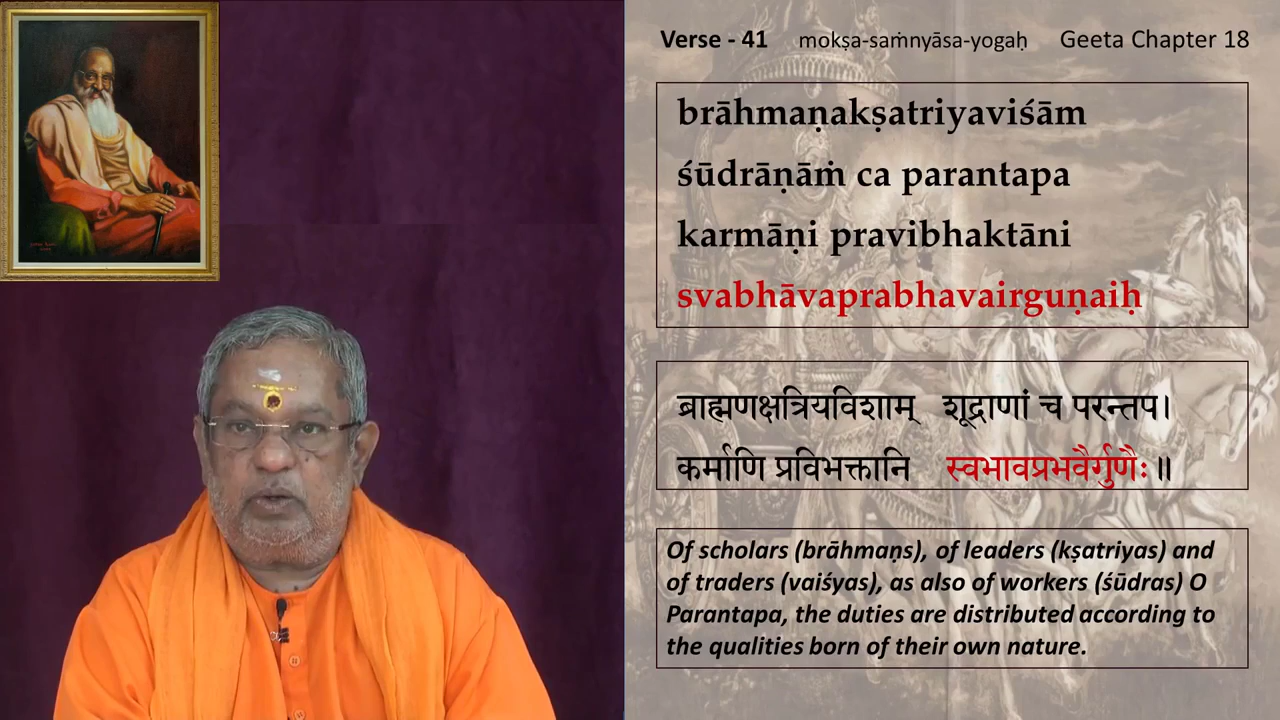 Verse - 41 mokṣa-saṁnyāsa-yogaḥ Geeta Chapter 18
brāhmaṇakṣatriyaviśām
śūdrāṇāṁ ca parantapa
karmāṇi pravibhaktāni
svabhāvaprabhavairguṇaiḥ
ब्राह्मणक्षत्रियविशाम् शूद्राणां च परन्तप।
कर्माणि प्रविभक्तानि स्वभावप्रभवैर्गुणैः॥
Of scholars (brāhmaṇs), of leaders (kṣatriyas) and
of traders (vaiśyas), as also of workers (śūdras) O
Parantapa, the duties are distributed according to
the qualities born of their own nature.